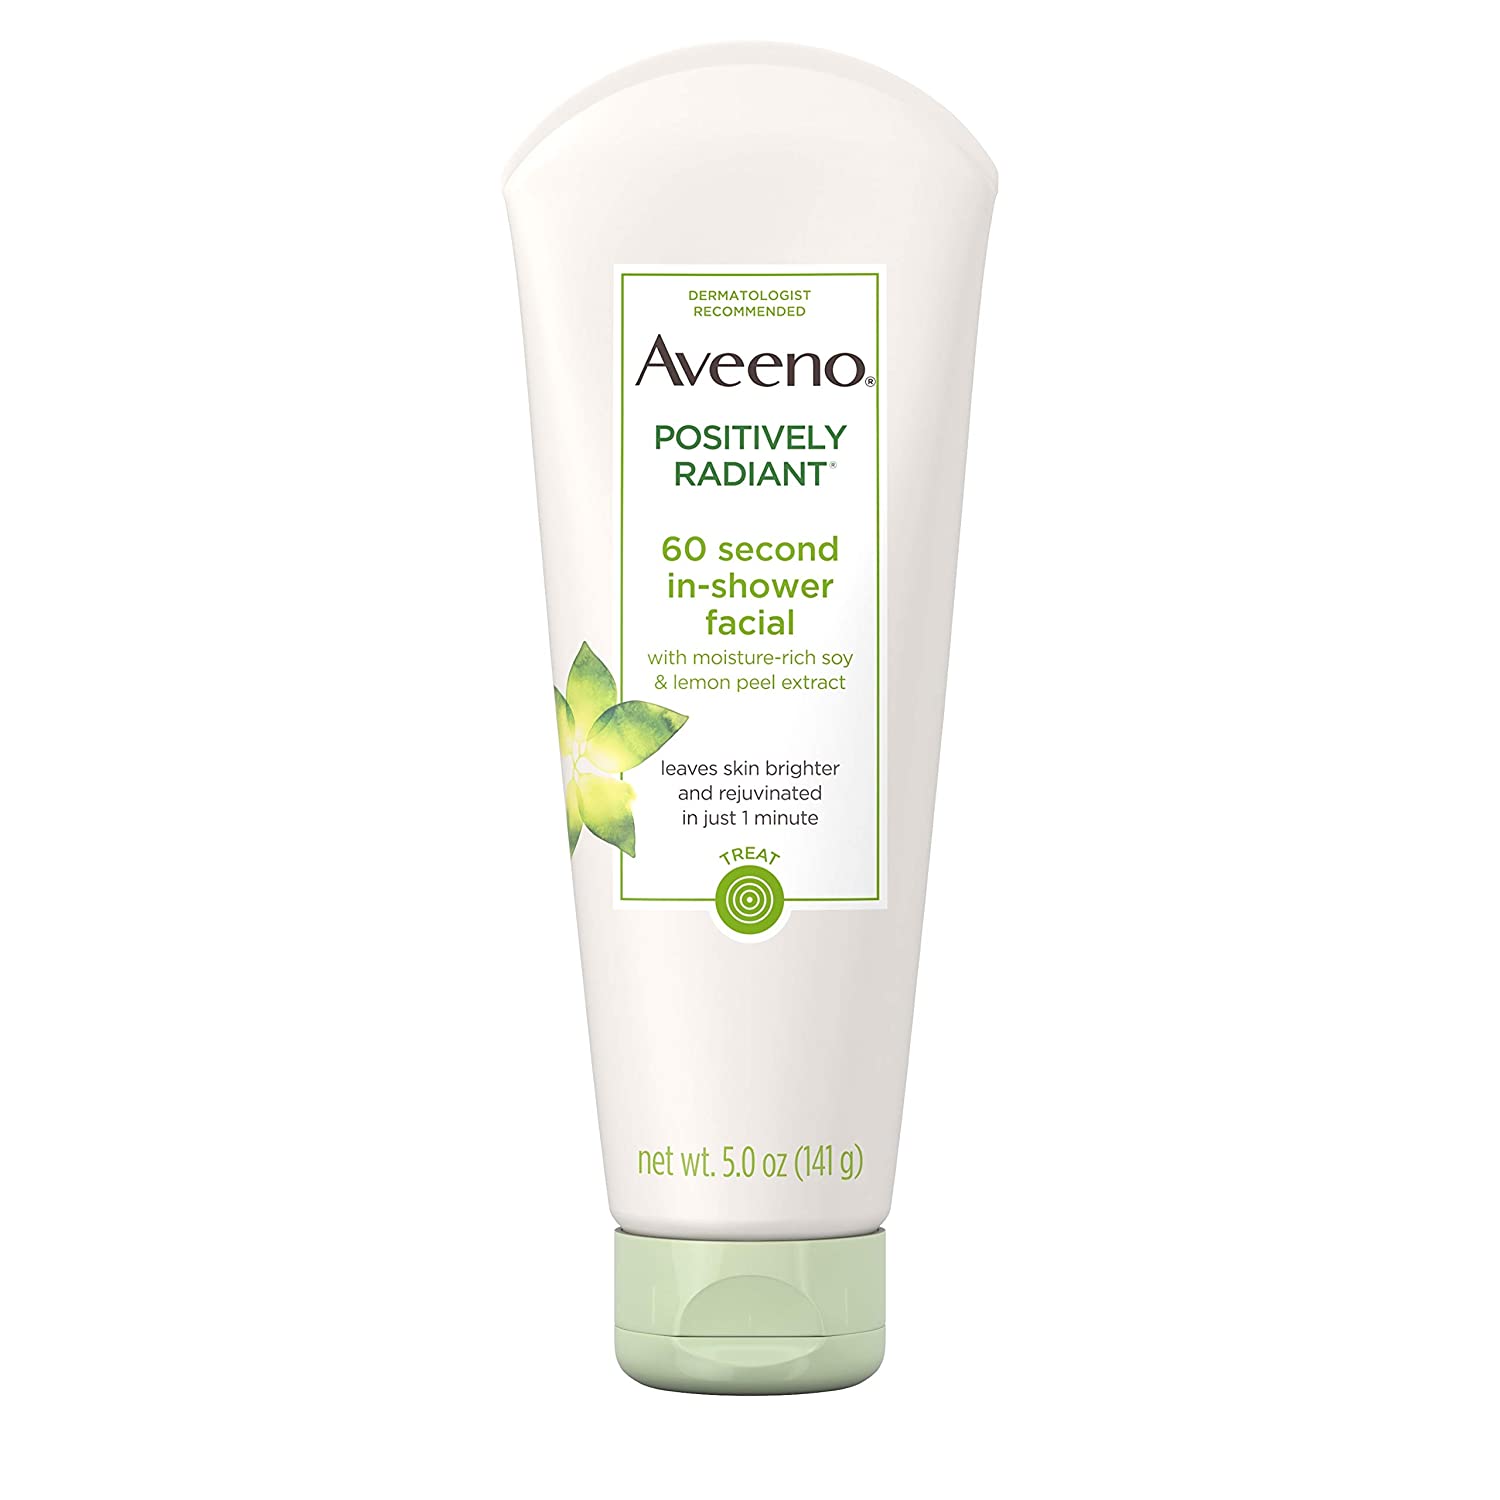 DERMATOLOGIST
RECOMMENDED
Aveeno®
POSITIVELY
RADIANT®
60 second
in-shower
facial
with moisture-rich soy
& lemon peel extract
leaves skin brighter
and rejuvinated
in just 1 minute
TREAT
net wt. 5.0 oz (141 g)